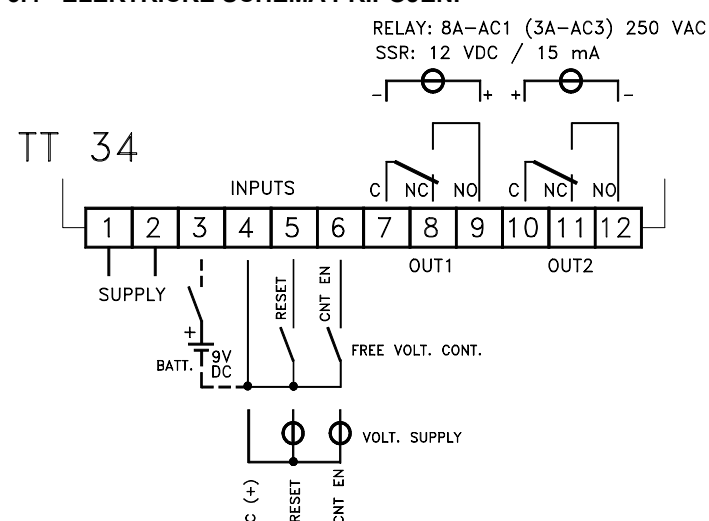 RELAY: 8A-AC1 (3A-AC3) 250 VAC
SSR: 12 VDC / 15 mA
- + + -
TT 34
INPUTS
C NC NO C NC NO
1 2 3 4 5 6 7 8 9 10 11 12
SUPPLY
OUT1
OUT2
RESET
CNT EN
+
BATT.
9V
DC
FREE VOLT. CONT.
VOLT. SUPPLY
C (+)
RESET
CNT EN